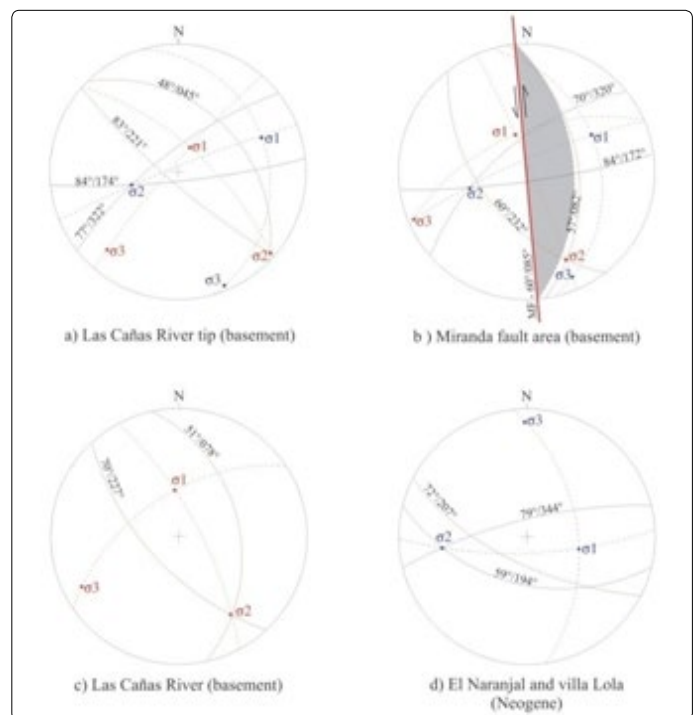 N
48°/045°
83°/221°
σ1
σ1
84°/174°
σ2
77°/322°
σ3
σ2
σ3
a) Las Cañas River tip (basement)
N
70°/320°
σ1
σ1
84°/172°
σ2
60°/232°
57°/082°
σ3
σ2
σ3
b ) Miranda fault area (basement)
N
51°/078°
70°/227°
σ1
σ3
σ2
c) Las Cañas River (basement)
N
σ3
72°/207°
79°/344°
σ2
σ1
59°/194°
d) El Naranjal and villa Lola
(Neogene)